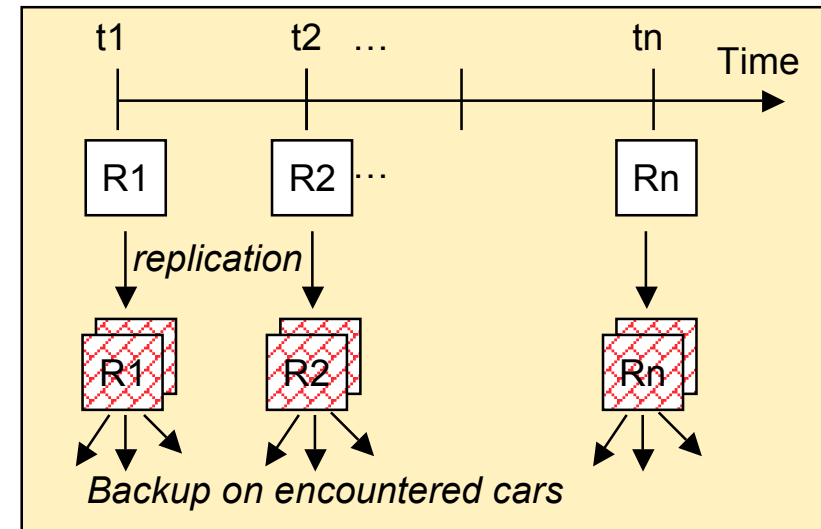 t1 t2 … tn
Time
R1 R2 … Rn
replication
R1 R2 Rn
Backup on encountered cars